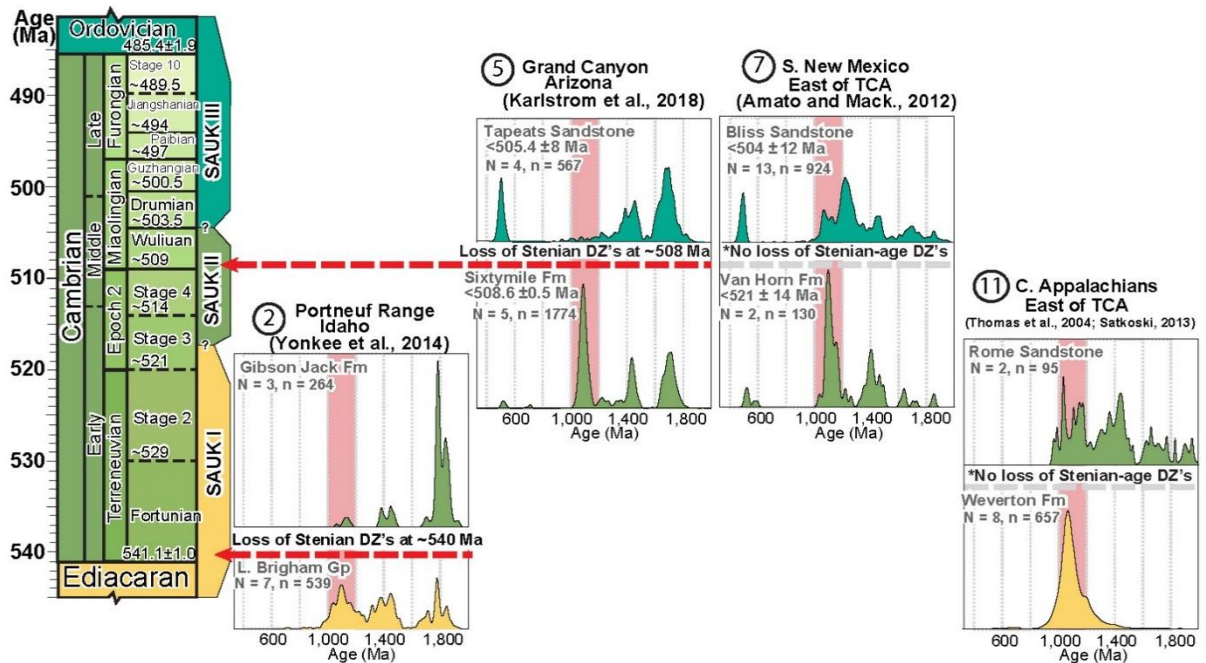 Age
(Ma)
490
500
510
520
530
540
Ordovician
485.4±1.9
Cambrian
Late
Middle
Early
Furongian
Miaolingian
Epoch 2
Terreneuvian
Stage 10
~489.5
Jiangshanian
~494
Paibian
~497
Guzhangian
~500.5
Drumian
~503.5
Wuliuan
~509
Stage 4
~514
Stage 3
~521
Stage 2
~529
Fortunian
541.1±1.0
Ediacaran
SAUK III
?
SAUK II
?
SAUK I
2 Portneuf Range
Idaho
(Yonkee et al., 2014)
Gibson Jack Fm
N = 3, n = 264
Loss of Stenian DZ's at ~540 Ma
L. Brigham Gp
N = 7, n = 539
600 1,000 1,400 1,800
Age (Ma)
5 Grand Canyon
Arizona
(Karlstrom et al., 2018)
Tapeats Sandstone
<505.4 ±8 Ma
N = 4, n = 567
Loss of Stenian DZ's at ~508 Ma
Sixtymile Fm
<508.6 ±0.5 Ma
N = 5, n = 1774
600 1,000 1,400 1,800
Age (Ma)
7 S. New Mexico
East of TCA
(Amato and Mack., 2012)
Bliss Sandstone
<504 ±12 Ma
N = 13, n = 924
*No loss of Stenian-age DZ's
Van Horn Fm
<521 ± 14 Ma
N = 2, n = 130
600 1,000 1,400 1,800
Age (Ma)
11 C. Appalachians
East of TCA
(Thomas et al., 2004; Satkoski, 2013)
Rome Sandstone
N = 2, n = 95
*No loss of Stenian-age DZ's
Weverton Fm
N = 8, n = 657
600 1,000 1,400 1,800
Age (Ma)